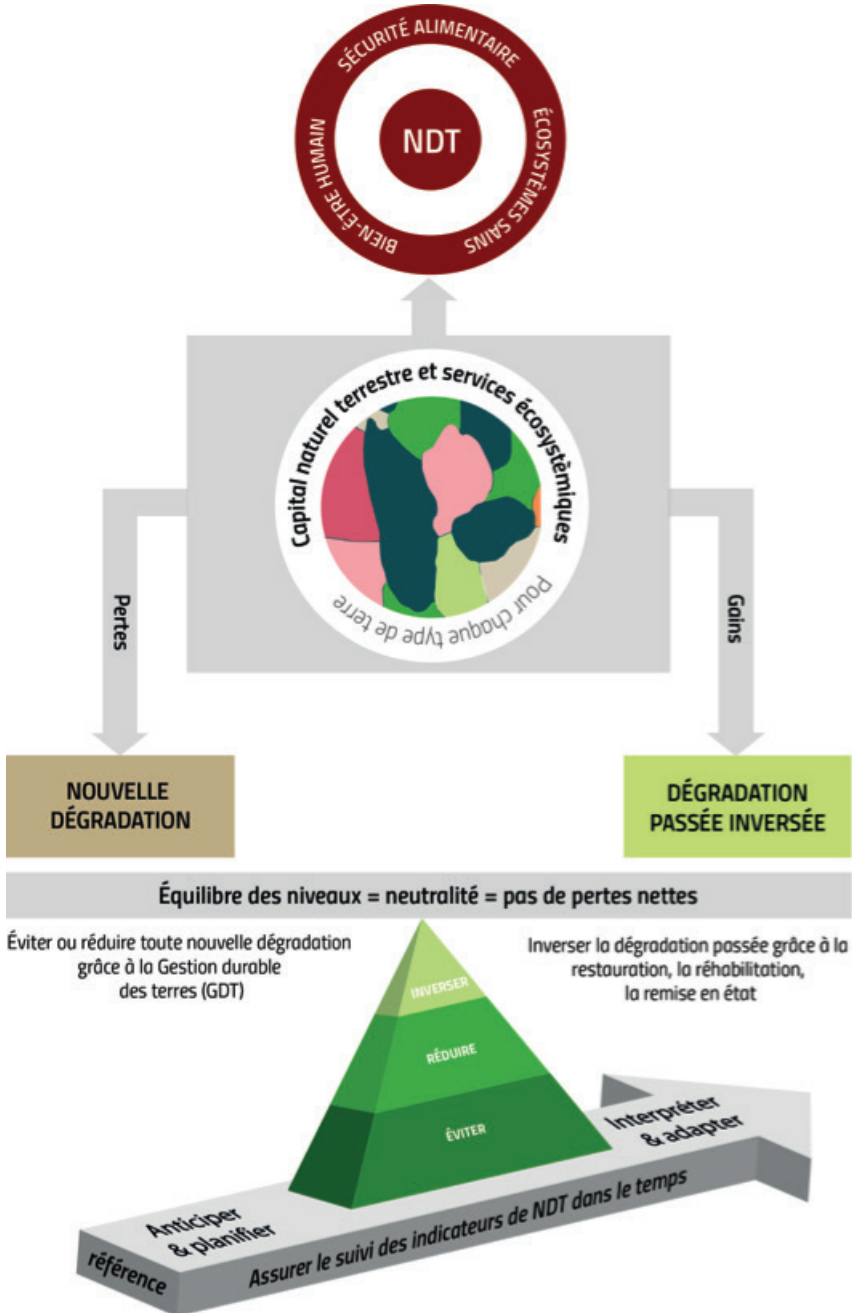 SÉCURITÉ ALIMENTAIRE
ÉCOSYSTÈMES SAINS
BIEN-ÊTRE HUMAIN
NDT
Capital naturel terrestre et services écosystèmiques
Pour chaque type de terre
Pertes
Gains
NOUVELLE
DÉGRADATION
DÉGRADATION
PASSÉE INVERSÉE
Équilibre des niveaux = neutralité = pas de pertes nettes
Éviter ou réduire toute nouvelle dégradation
grâce à la Gestion durable
des terres (GDT)
Inverser la dégradation passée grâce à la
restauration, la réhabilitation,
la remise en état
INVERSER
RÉDUIRE
ÉVITER
Anticiper
& planifier
Interpréter
& adapter
référence
Assurer le suivi des indicateurs de NDT dans le temps